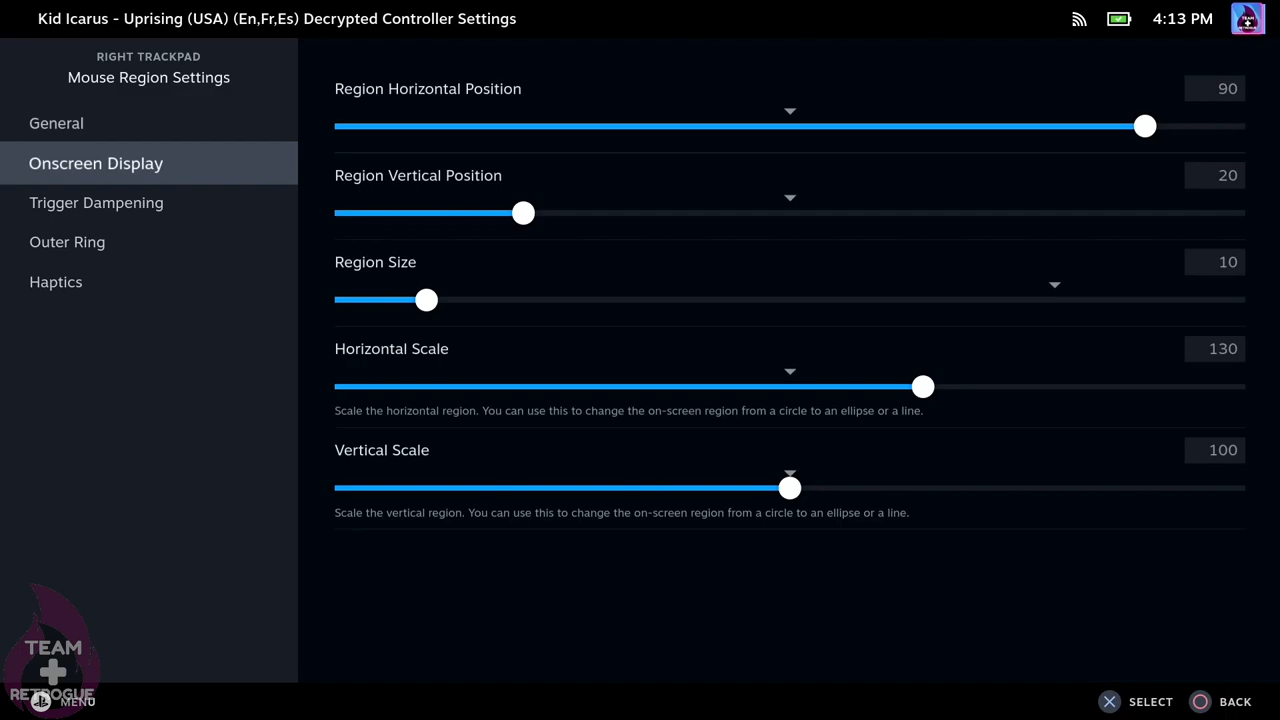 Kid Icarus - Uprising (USA) (En,Fr,Es) Decrypted Controller Settings
4:13 PM
TEAM
RIGHT TRACKPAD
Mouse Region Settings
General
Onscreen Display
Trigger Dampening
Outer Ring
Haptics
Region Horizontal Position
90
Region Vertical Position
20
Region Size
10
Horizontal Scale
130
Scale the horizontal region. You can use this to change the on-screen region from a circle to an ellipse or a line.
Vertical Scale
100
Scale the vertical region. You can use this to change the on-screen region from a circle to an ellipse or a line.
TEAM
RETROGUE
MENU
SELECT
BACK